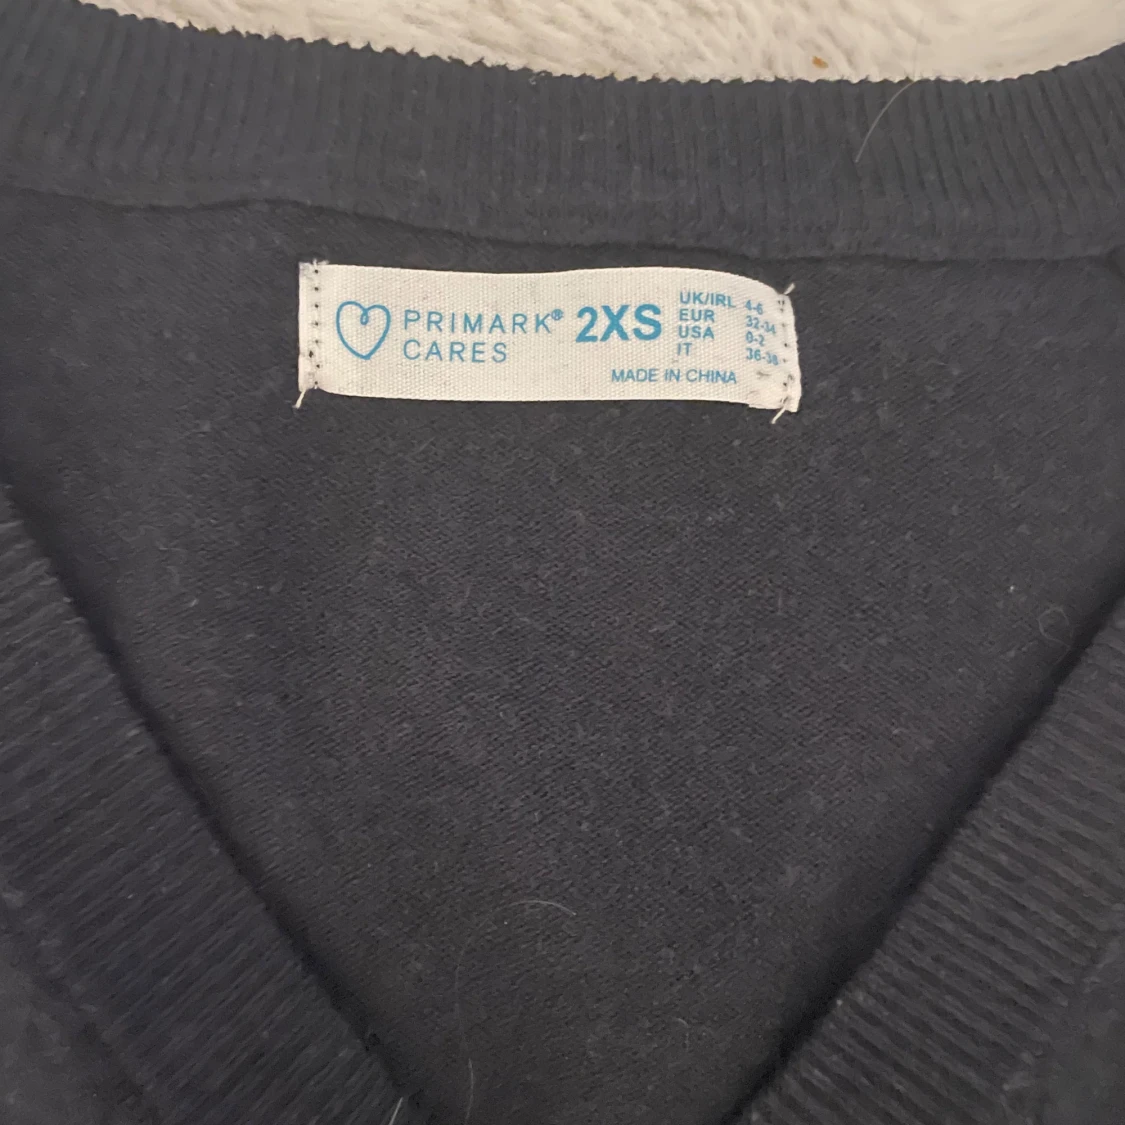 PRIMARK® 2XS
CARES
UK/IRL 4-6
EUR 32-34
USA 0-2
IT 36-38
MADE IN CHINA